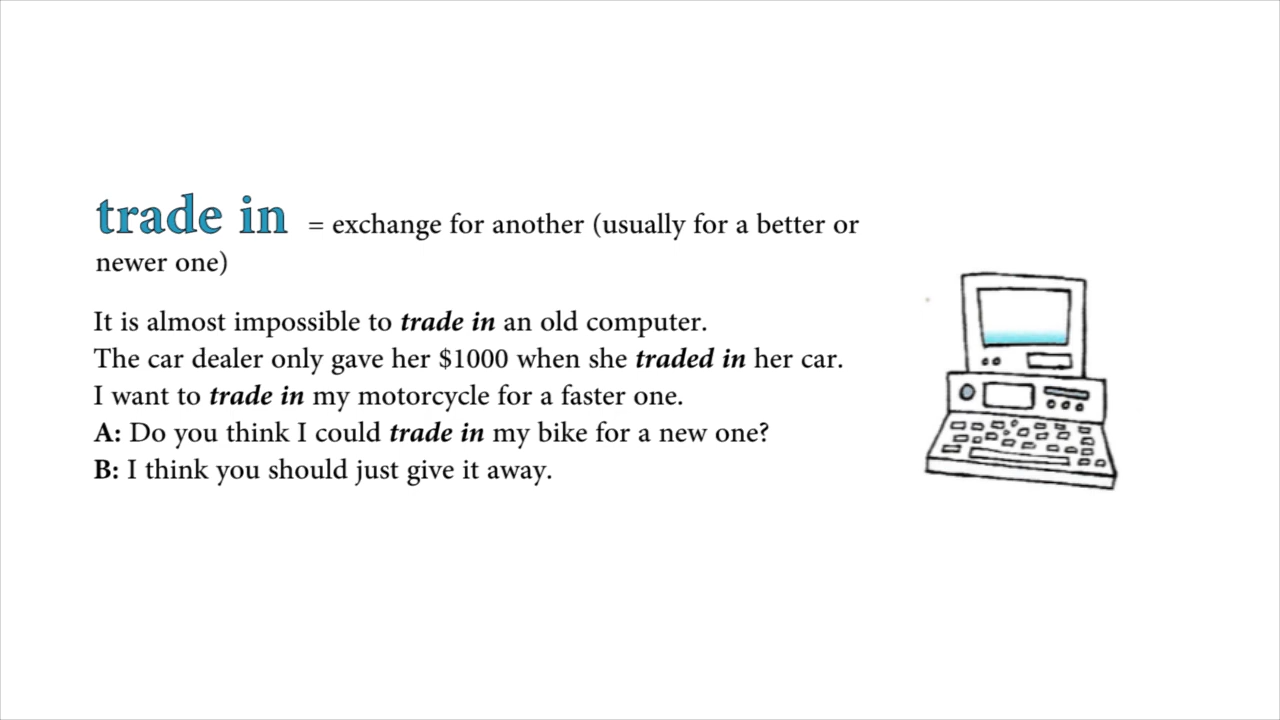 trade in = exchange for another (usually for a better or
newer one)
It is almost impossible to trade in an old computer.
The car dealer only gave her $1000 when she traded in her car.
I want to trade in my motorcycle for a faster one.
A: Do you think I could trade in my bike for a new one?
B: I think you should just give it away.